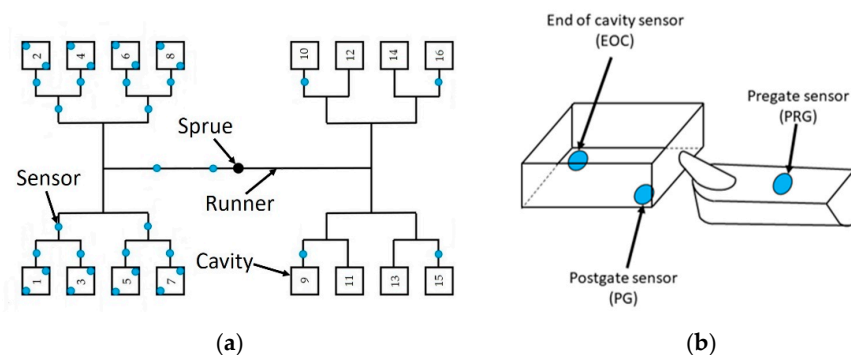 2
4
6
8
10
12
14
16
Sprue
Sensor
Runner
Cavity
1
3
5
7
9
11
13
15
(a)
End of cavity sensor
(EOC)
Pregate sensor
(PRG)
Postgate sensor
(PG)
(b)